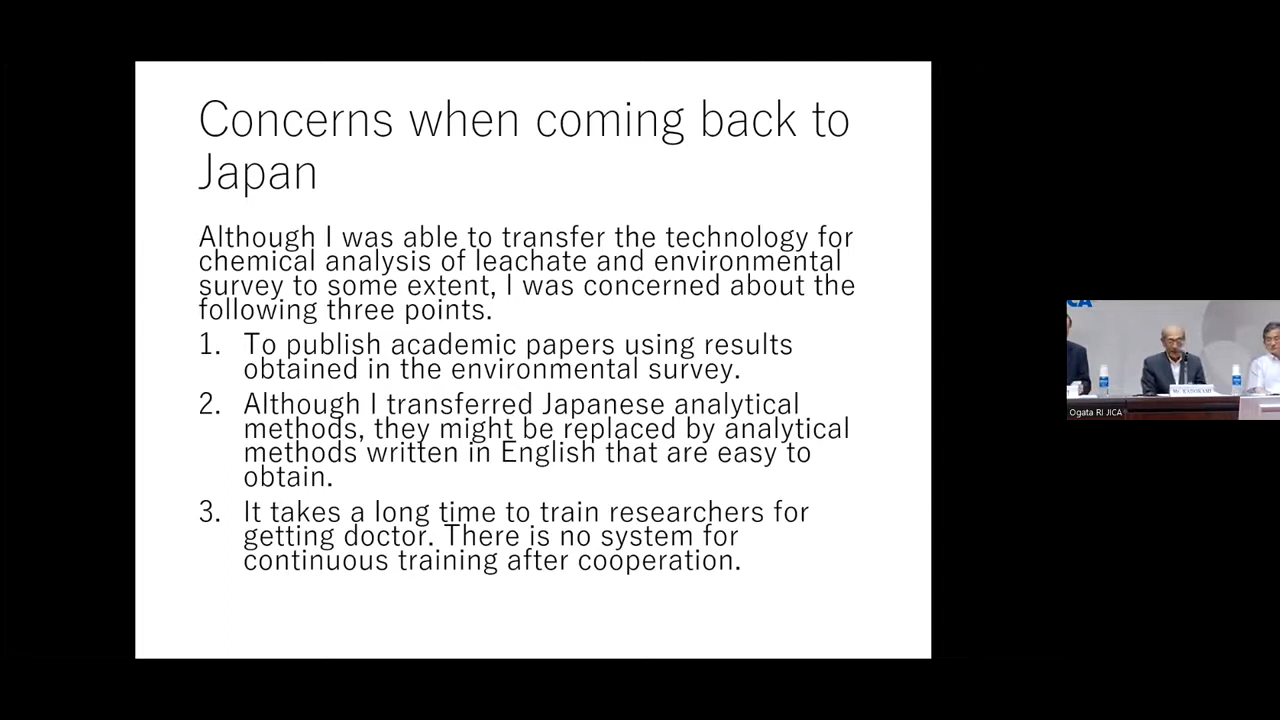 Concerns when coming back to
Japan
Although I was able to transfer the technology for
chemical analysis of leachate and environmental
survey to some extent, I was concerned about the
following three points.
1. To publish academic papers using results
obtained in the environmental survey.
2. Although I transferred Japanese analytical
methods, they might be replaced by analytical
methods written in English that are easy to
obtain.
3. It takes a long time to train researchers for
getting doctor. There is no system for
continuous training after cooperation.
CA
Ogata RI JICA